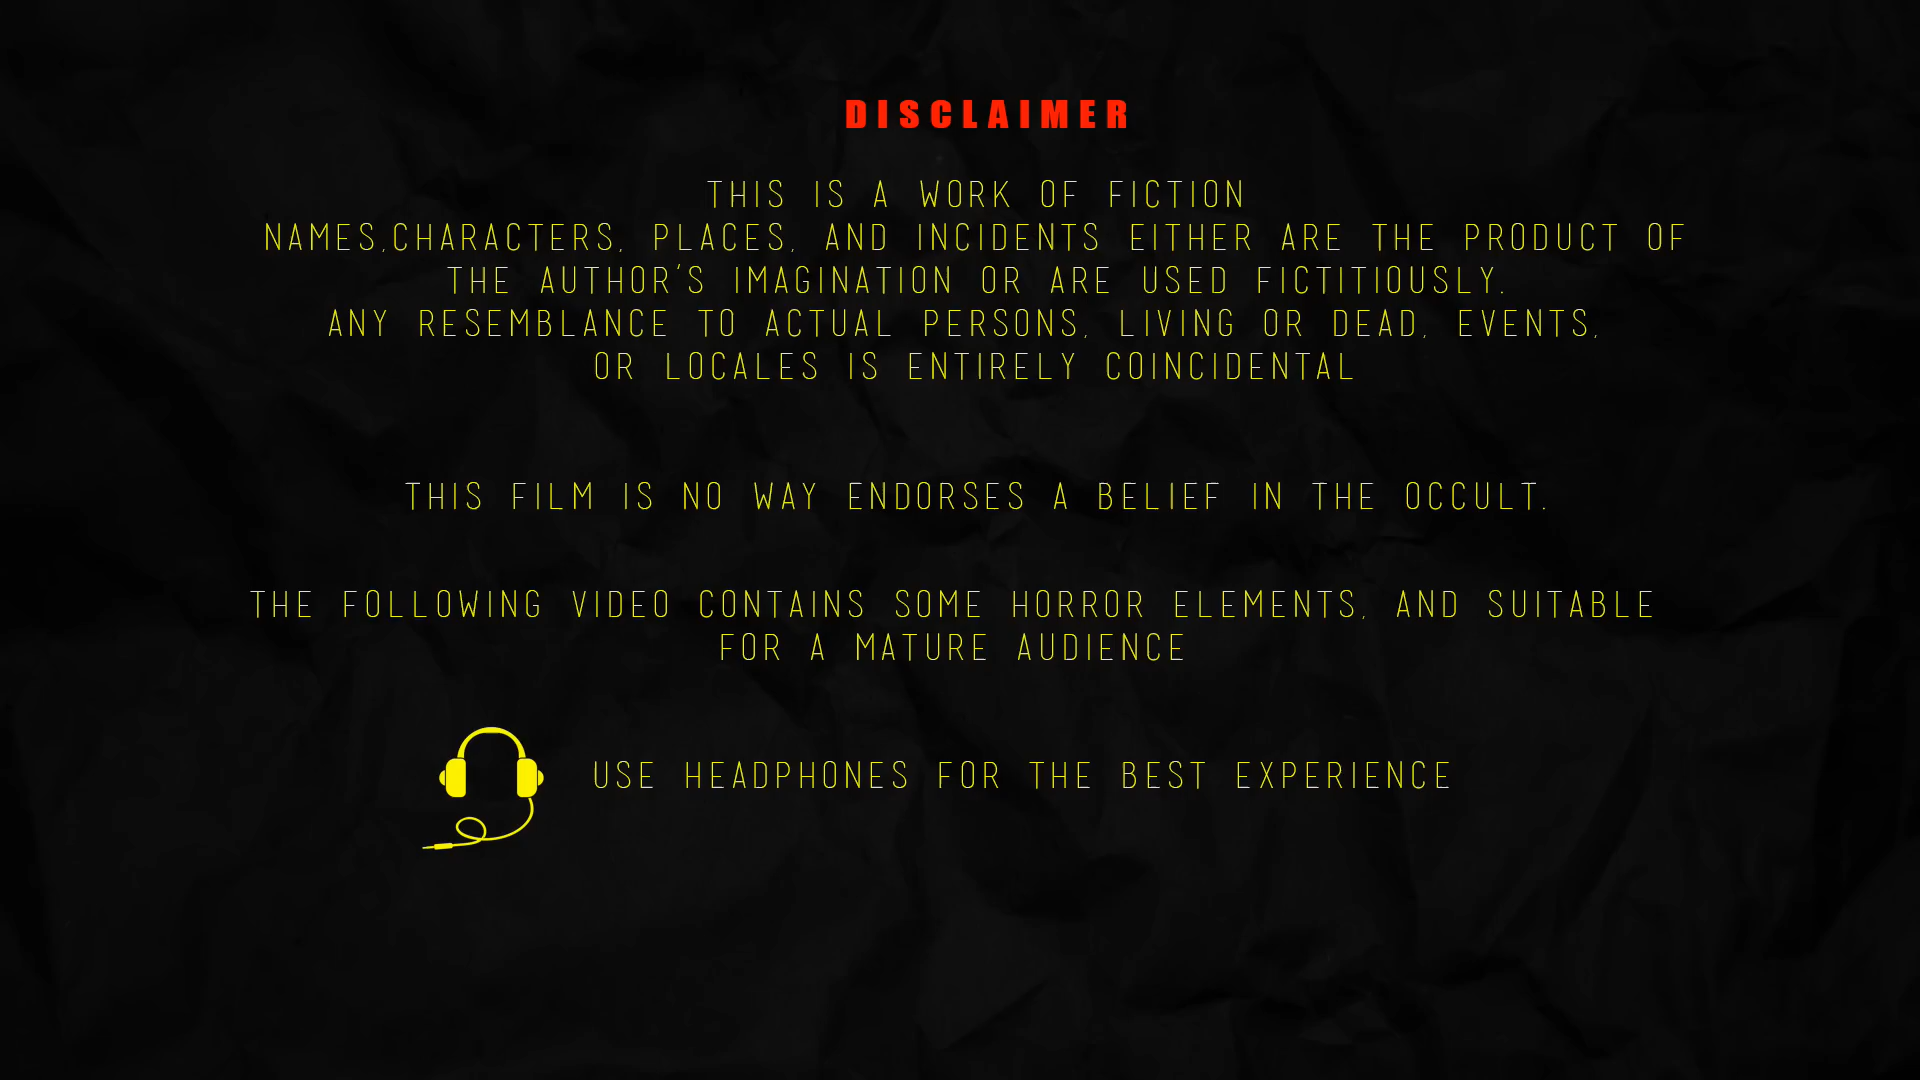 DISCLAIMER
THIS IS A WORK OF FICTION
NAMES,CHARACTERS, PLACES, AND INCIDENTS EITHER ARE THE PRODUCT OF
THE AUTHOR'S IMAGINATION OR ARE USED FICTITIOUSLY.
ANY RESEMBLANCE TO ACTUAL PERSONS, LIVING OR DEAD, EVENTS,
OR LOCALES IS ENTIRELY COINCIDENTAL
THIS FILM IS NO WAY ENDORSES A BELIEF IN THE OCCULT.
THE FOLLOWING VIDEO CONTAINS SOME HORROR ELEMENTS, AND SUITABLE
FOR A MATURE AUDIENCE
USE HEADPHONES FOR THE BEST EXPERIENCE